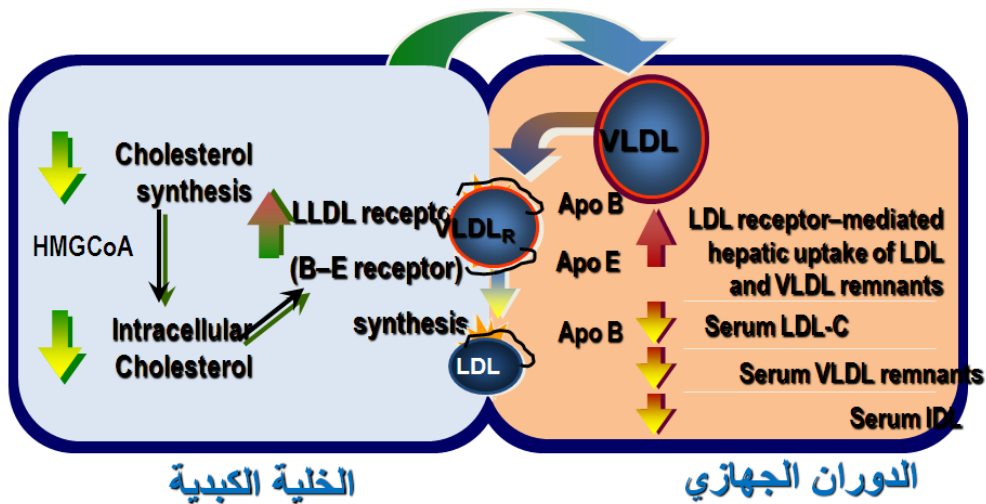 Cholesterol
synthesis
HMGCoA
Intracellular
Cholesterol
LLDL receptor
(B–E receptor)
synthesis
VLDL
VLDLR
LDL
Apo B
Apo E
Apo B
LDL receptor–mediated
hepatic uptake of LDL
and VLDL remnants
Serum LDL-C
Serum VLDL remnants
Serum IDL
الخلية الكبدية
الدوران الجهازي